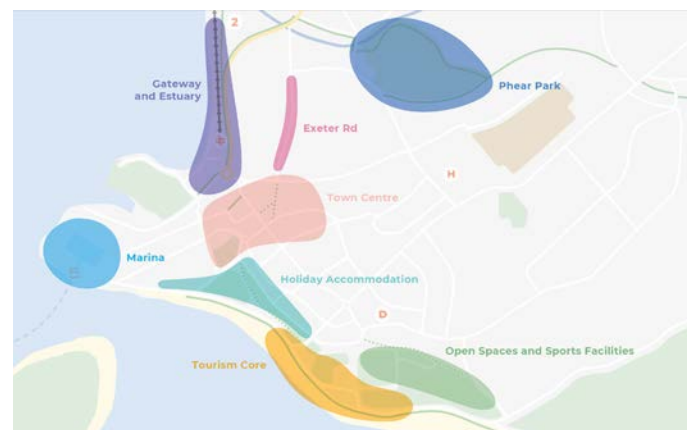 2
Gateway
and Estuary
Phear Park
Exeter Rd
H
Town Centre
Marina
Holiday Accommodation
D
Open Spaces and Sports Facilities
Tourism Core